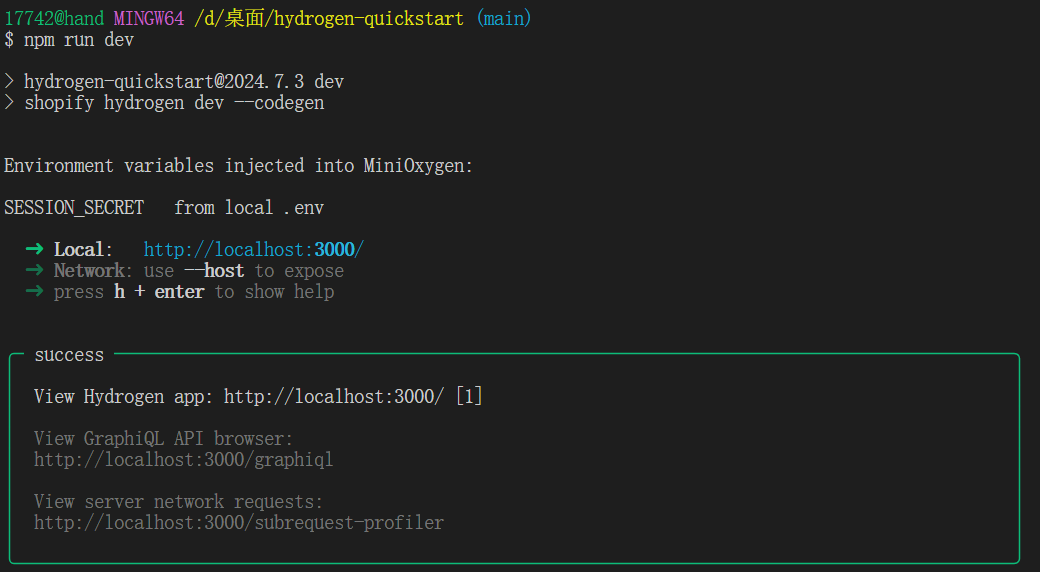 17742@hand MINGW64 /d/桌面/hydrogen-quickstart (main)
$ npm run dev
> hydrogen-quickstart@2024.7.3 dev
> shopify hydrogen dev --codegen
Environment variables injected into MiniOxygen:
SESSION_SECRET from local .env
➜ Local: http://localhost:3000/
➜ Network: use --host to expose
➜ press h + enter to show help
success
View Hydrogen app: http://localhost:3000/ [1]
View GraphiQL API browser:
http://localhost:3000/graphiql
View server network requests:
http://localhost:3000/subrequest-profiler